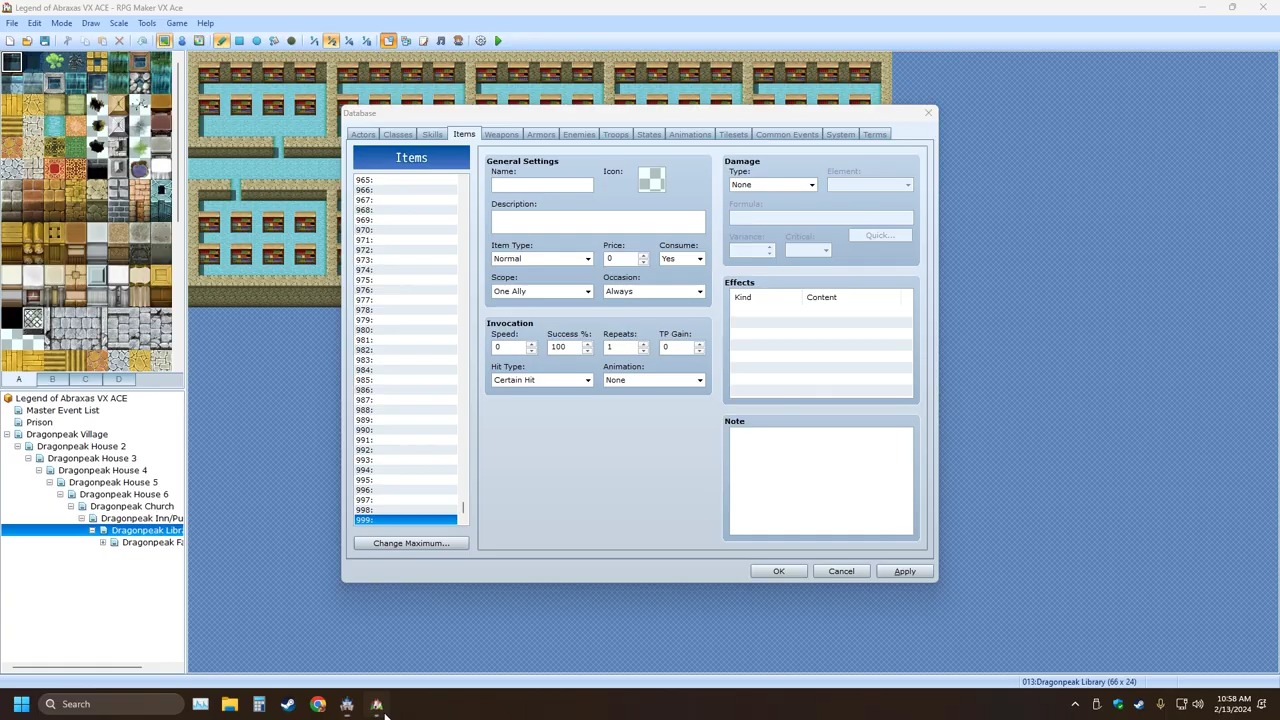 Legend of Abraxas VX ACE - RPG Maker VX Ace
File Edit Mode Draw Scale Tools Game Help
Database
Actors Classes Skills Items Weapons Armors Enemies Troops States Animations Tilesets Common Events System Terms
Items
965:
966:
967:
968:
969:
970:
971:
972:
973:
974:
975:
976:
977:
978:
979:
980:
981:
982:
983:
984:
985:
986:
987:
988:
989:
990:
991:
992:
993:
994:
995:
996:
997:
998:
999:
Change Maximum...
General Settings
Name: Icon:
Description:
Item Type: Price: Consume:
Normal 0 Yes
Scope: Occasion:
One Ally Always
Invocation
Speed: Success %: Repeats: TP Gain:
0 100 1 0
Hit Type: Animation:
Certain Hit None
Damage
Type: Element:
None
Formula:
Variance: Critical: Quick...
Effects
Kind Content
Note
OK Cancel Apply
A B C D
Legend of Abraxas VX ACE
Master Event List
Prison
Dragonpeak Village
Dragonpeak House 2
Dragonpeak House 3
Dragonpeak House 4
Dragonpeak House 5
Dragonpeak House 6
Dragonpeak Church
Dragonpeak Inn/Pu
Dragonpeak Libr
Dragonpeak Fa
013:Dragonpeak Library (66 x 24)
Search
10:58 AM
2/13/2024